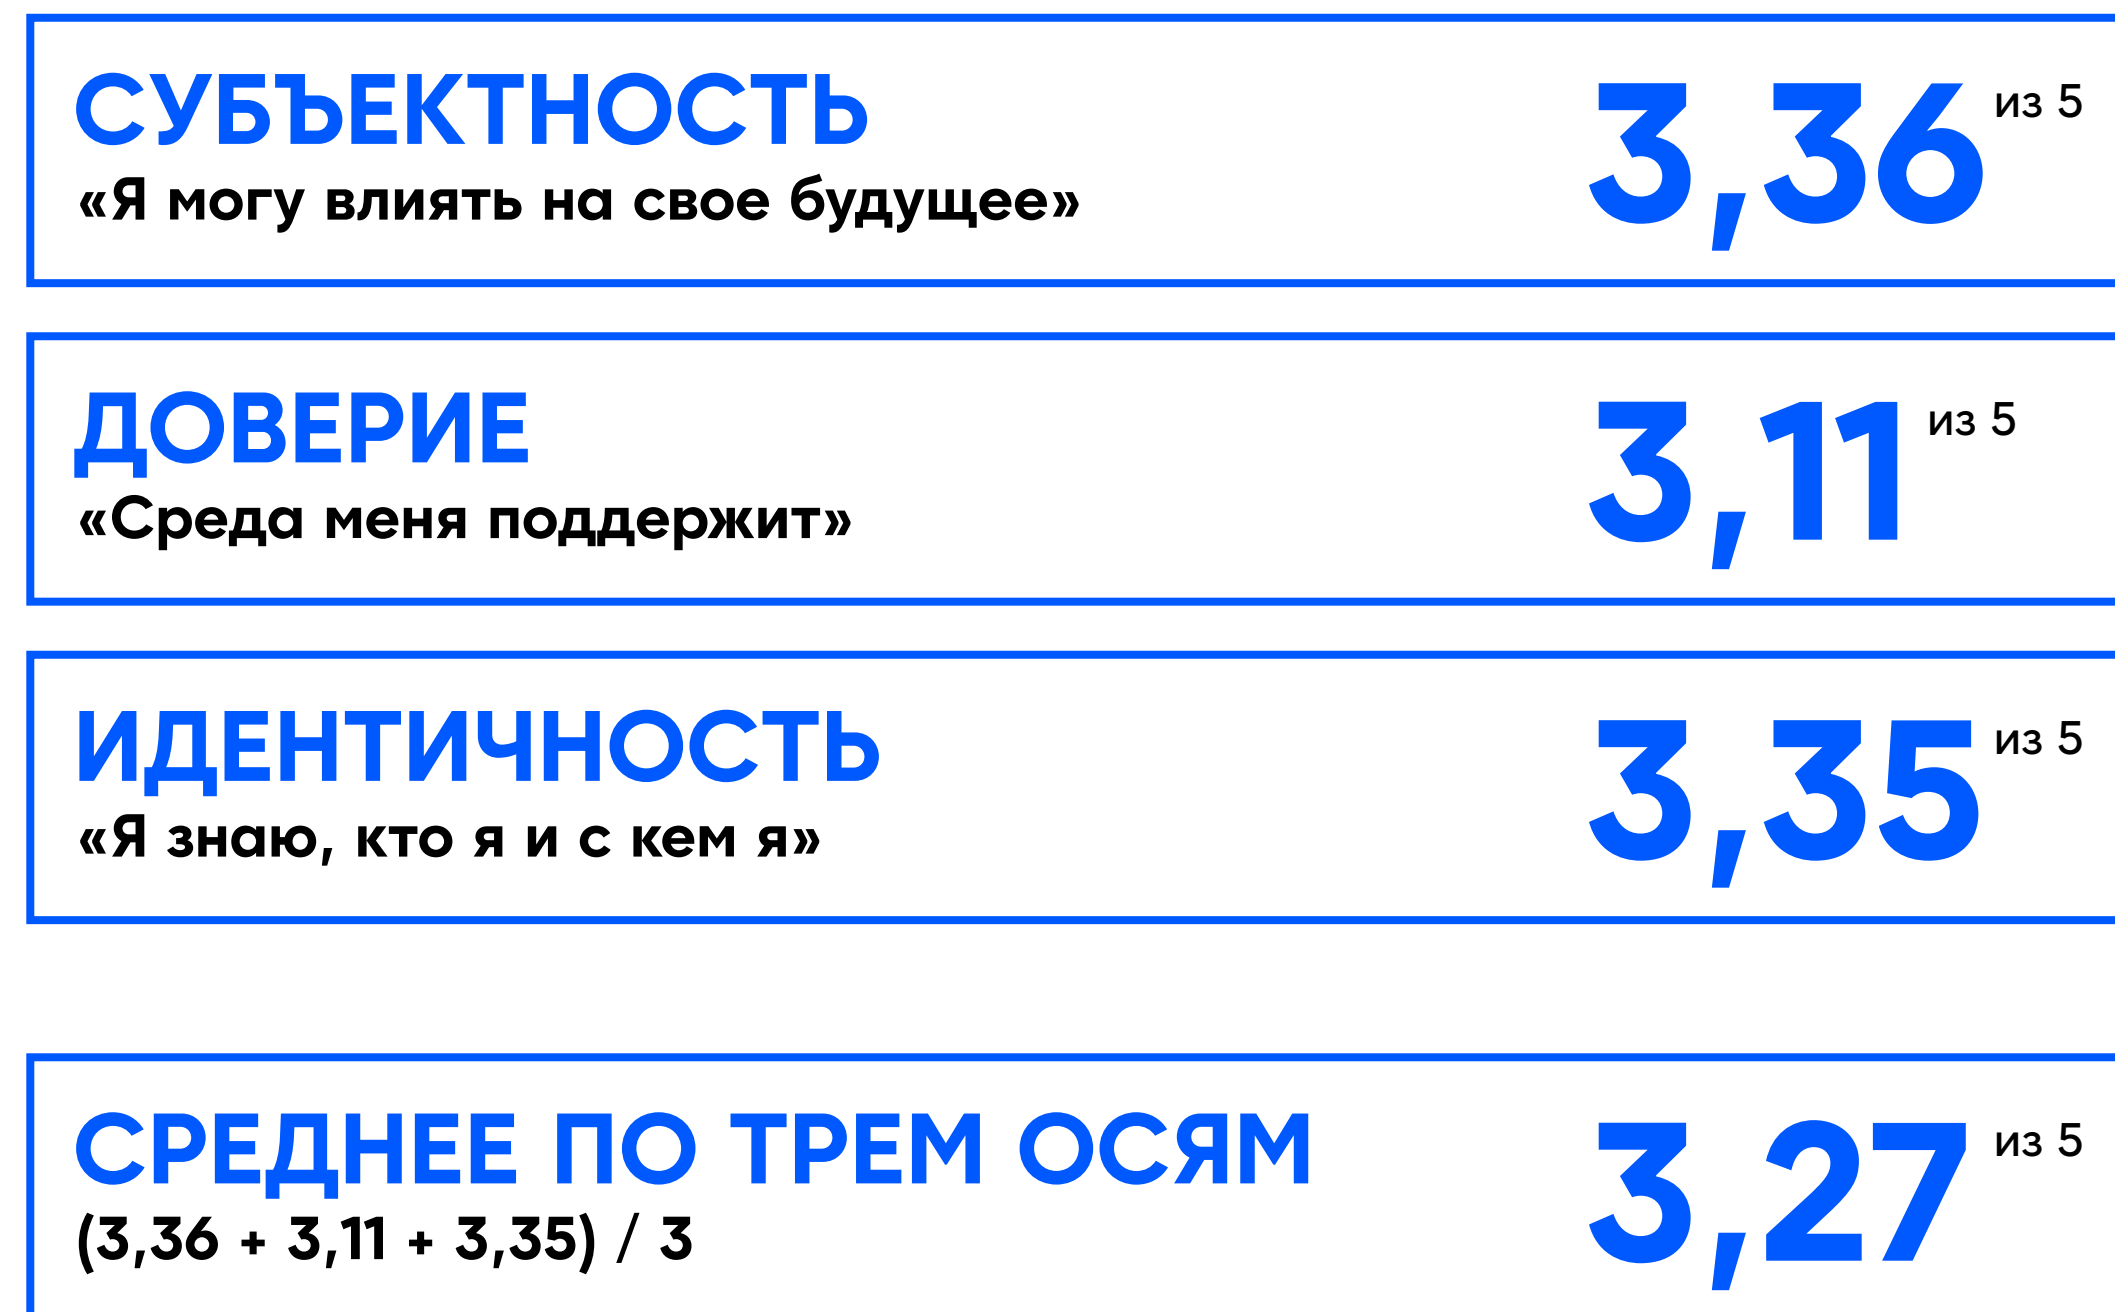 СУБЪЕКТНОСТЬ
«Я могу влиять на свое будущее»
3,36 из 5
ДОВЕРИЕ
«Среда меня поддержит»
3,11 из 5
ИДЕНТИЧНОСТЬ
«Я знаю, кто я и с кем я»
3,35 из 5
СРЕДНЕЕ ПО ТРЕМ ОСЯМ
(3,36 + 3,11 + 3,35) / 3
3,27 из 5